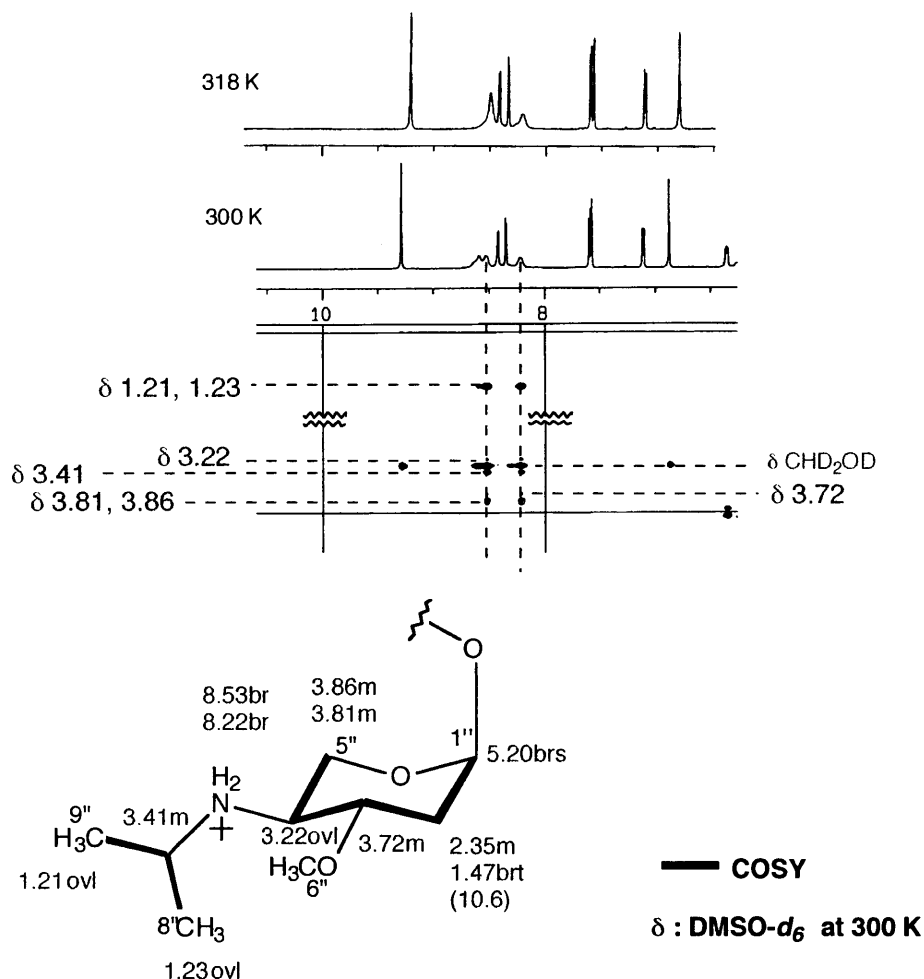 318 K
300 K
10 8
δ 1.21, 1.23
δ 3.22
δ CHD₂OD
δ 3.41
δ 3.72
δ 3.81, 3.86
O
8.53br
8.22br
3.86m
3.81m
5"
1"
5.20brs
O
H₂
N
+
9"
3.41m
H₃C
3.22ovl
3.72m
2.35m
1.47brt
(10.6)
H₃CO
6"
1.21ovl
8"
CH₃
1.23ovl
COSY
δ : DMSO-d₆ at 300 K